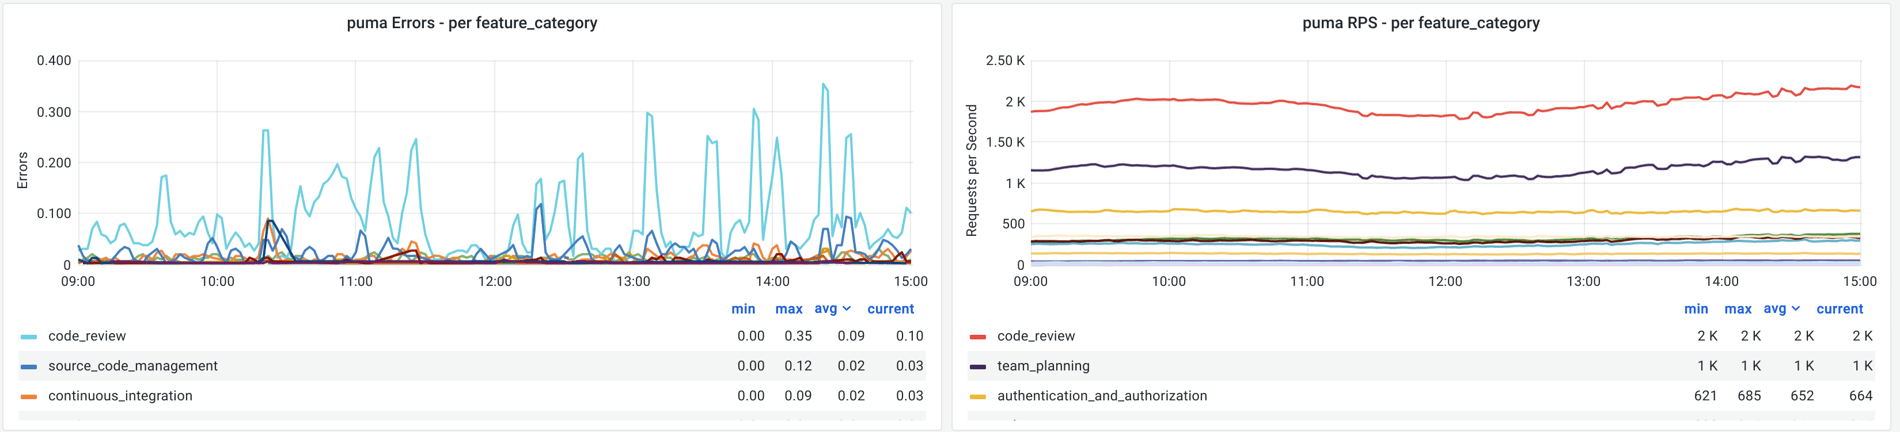 puma Errors - per feature_category
0.400
0.300
0.200
0.100
0
Errors
09:00 10:00 11:00 12:00 13:00 14:00 15:00
min max avg current
code_review 0.00 0.35 0.09 0.10
source_code_management 0.00 0.12 0.02 0.03
continuous_integration 0.00 0.09 0.02 0.03
puma RPS - per feature_category
2.50 K
2 K
1.50 K
1 K
500
0
Requests per Second
09:00 10:00 11:00 12:00 13:00 14:00 15:00
min max avg current
code_review 2 K 2 K 2 K 2 K
team_planning 1 K 1 K 1 K 1 K
authentication_and_authorization 621 685 652 664